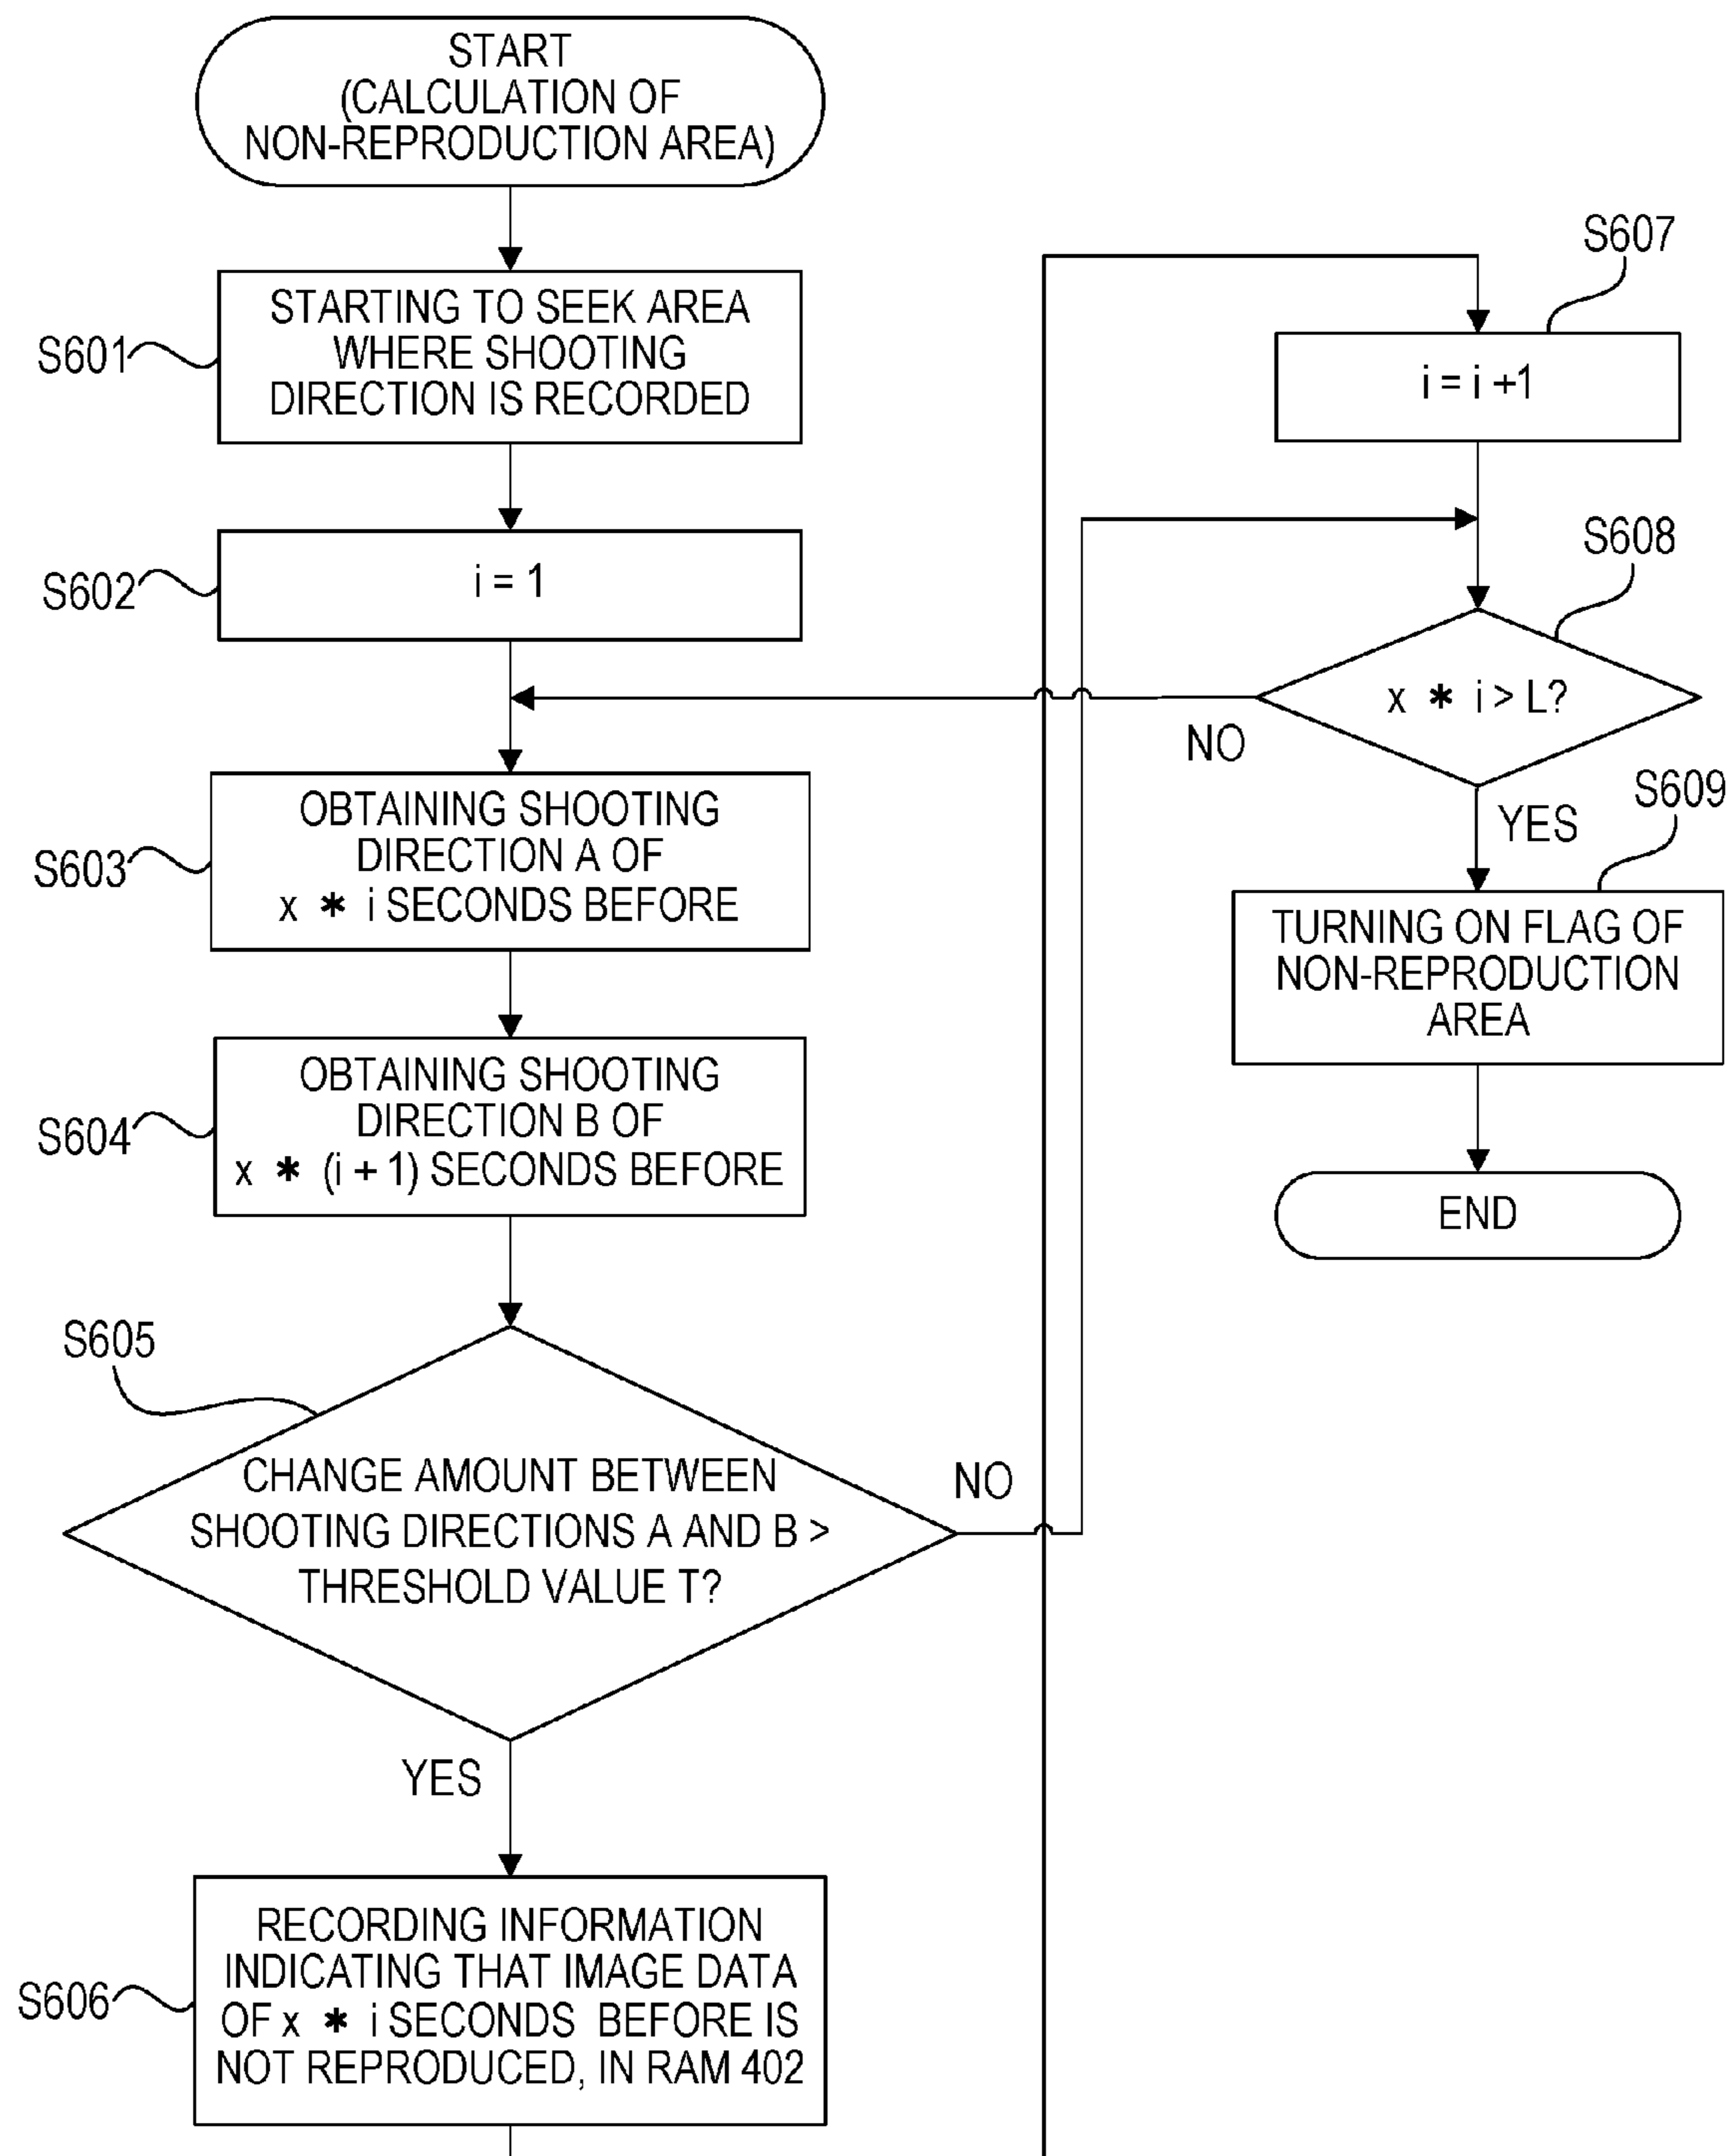 START
(CALCULATION OF
NON-REPRODUCTION AREA)
S601
STARTING TO SEEK AREA
WHERE SHOOTING
DIRECTION IS RECORDED
S602
i = 1
S603
OBTAINING SHOOTING
DIRECTION A OF
x * i SECONDS BEFORE
S604
OBTAINING SHOOTING
DIRECTION B OF
x * (i + 1) SECONDS BEFORE
S605
CHANGE AMOUNT BETWEEN
SHOOTING DIRECTIONS A AND B >
THRESHOLD VALUE T?
NO
YES
S606
RECORDING INFORMATION
INDICATING THAT IMAGE DATA
OF x * i SECONDS BEFORE IS
NOT REPRODUCED, IN RAM 402
S607
i = i +1
S608
x * i > L?
NO
YES
S609
TURNING ON FLAG OF
NON-REPRODUCTION
AREA
END